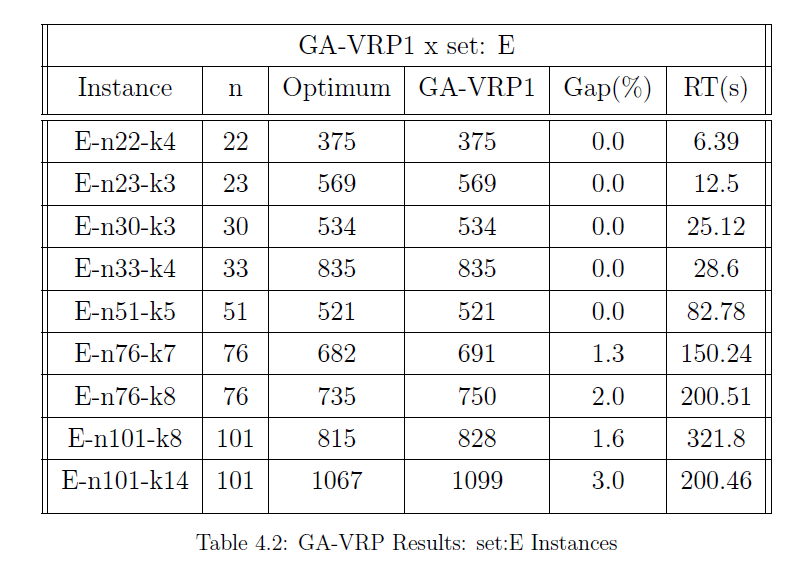 GA-VRP1 x set: E
Instance n Optimum GA-VRP1 Gap(%) RT(s)
E-n22-k4 22 375 375 0.0 6.39
E-n23-k3 23 569 569 0.0 12.5
E-n30-k3 30 534 534 0.0 25.12
E-n33-k4 33 835 835 0.0 28.6
E-n51-k5 51 521 521 0.0 82.78
E-n76-k7 76 682 691 1.3 150.24
E-n76-k8 76 735 750 2.0 200.51
E-n101-k8 101 815 828 1.6 321.8
E-n101-k14 101 1067 1099 3.0 200.46
Table 4.2: GA-VRP Results: set:E Instances